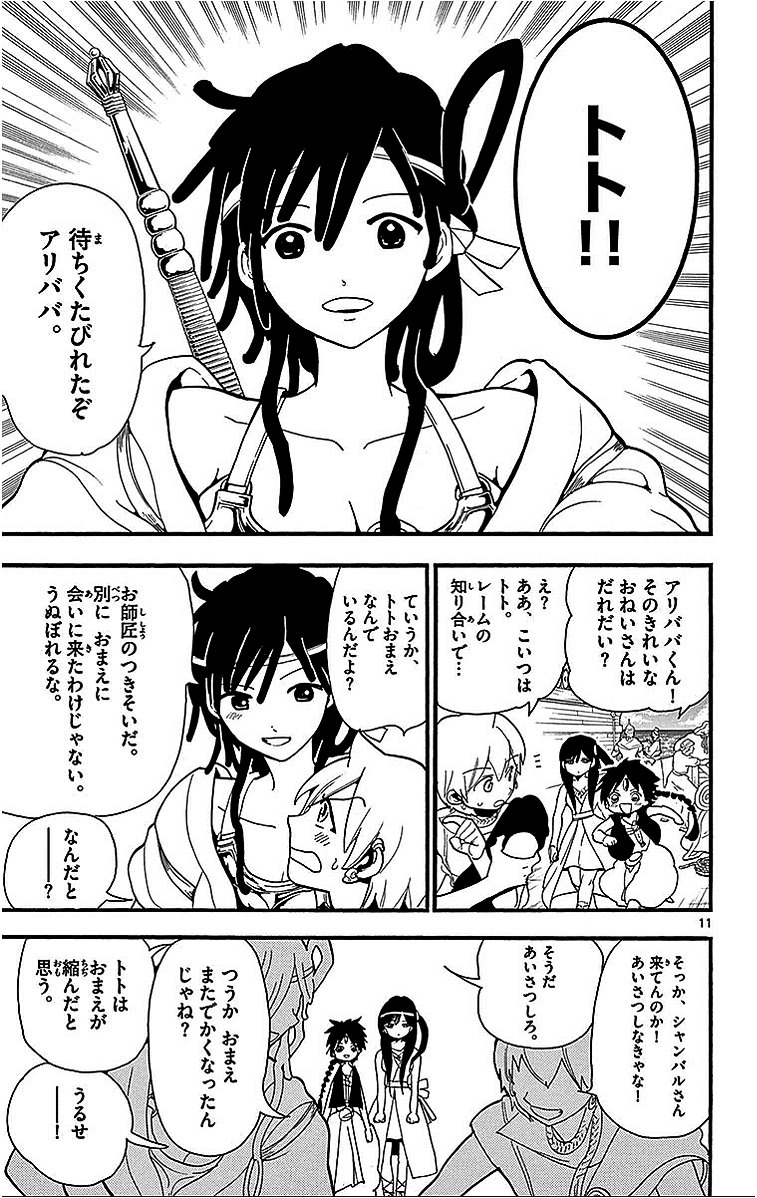 トト!!
待ちくたびれたぞ
アリババ。
アリババくん!
そのきれいな
おねいさんは
だれだい?
え?
ああ、こいつは
トト。
レームの
知り合いで…
ていうか、
トトおまえ
なんで
いるんだよ?
お師匠のつきそいだ。
別に おまえに
会いに来たわけじゃない。
うぬぼれるな。
なんだと
――?
11
そっか、シャンバルさん
来てんのか!
あいさつしなきゃな!
そうだ
あいさつしろ。
つうか おまえ
またでかくなったん
じゃね?
トトは
おまえが
縮んだと
思う。
うるせ
――!